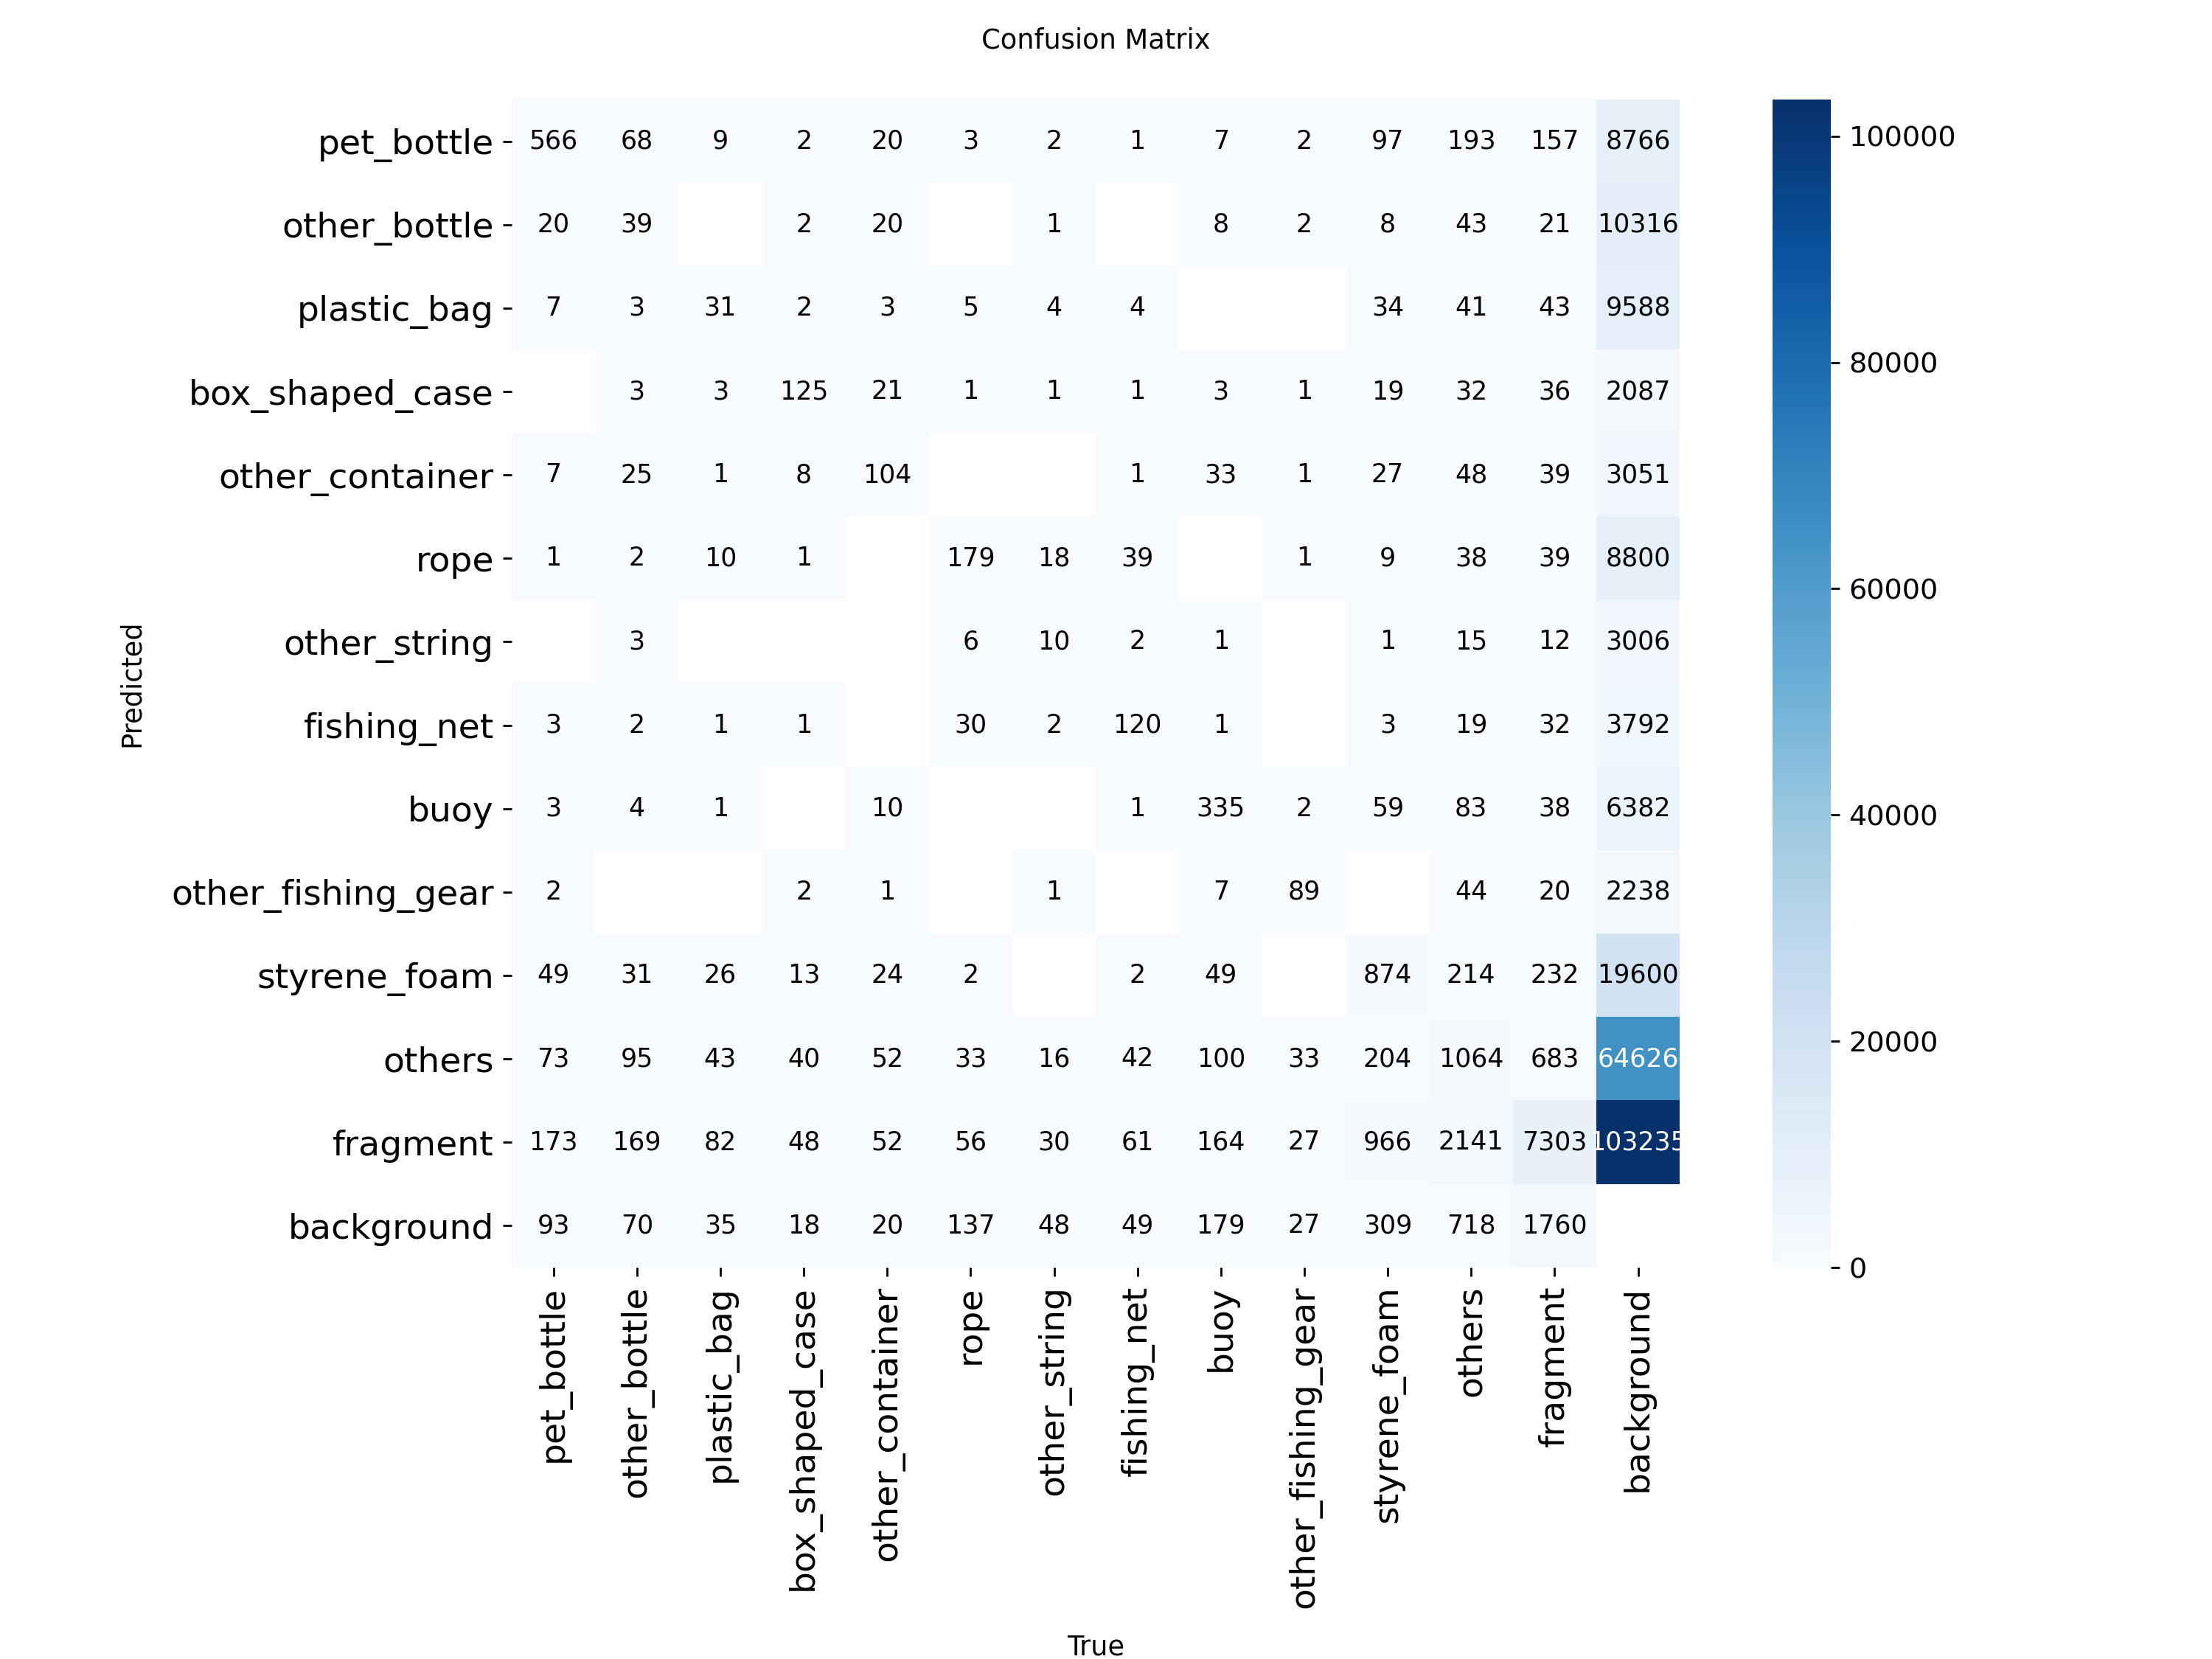 Confusion Matrix
pet_bottle 566 68 9 2 20 3 2 1 7 2 97 193 157 8766
other_bottle 20 39 2 20 1 8 2 8 43 21 10316
plastic_bag 7 3 31 2 3 5 4 4 34 41 43 9588
box_shaped_case 3 3 125 21 1 1 1 3 1 19 32 36 2087
other_container 7 25 1 8 104 1 33 1 27 48 39 3051
rope 1 2 10 1 179 18 39 1 9 38 39 8800
other_string 3 6 10 2 1 1 15 12 3006
fishing_net 3 2 1 1 30 2 120 1 3 19 32 3792
buoy 3 4 1 10 1 335 2 59 83 38 6382
other_fishing_gear 2 2 1 1 7 89 44 20 2238
styrene_foam 49 31 26 13 24 2 2 49 874 214 232 19600
others 73 95 43 40 52 33 16 42 100 33 204 1064 683 64626
fragment 173 169 82 48 52 56 30 61 164 27 966 2141 7303 103235
background 93 70 35 18 20 137 48 49 179 27 309 718 1760
pet_bottle
other_bottle
plastic_bag
box_shaped_case
other_container
rope
other_string
fishing_net
buoy
other_fishing_gear
styrene_foam
others
fragment
background
True
Predicted
100000
80000
60000
40000
20000
0